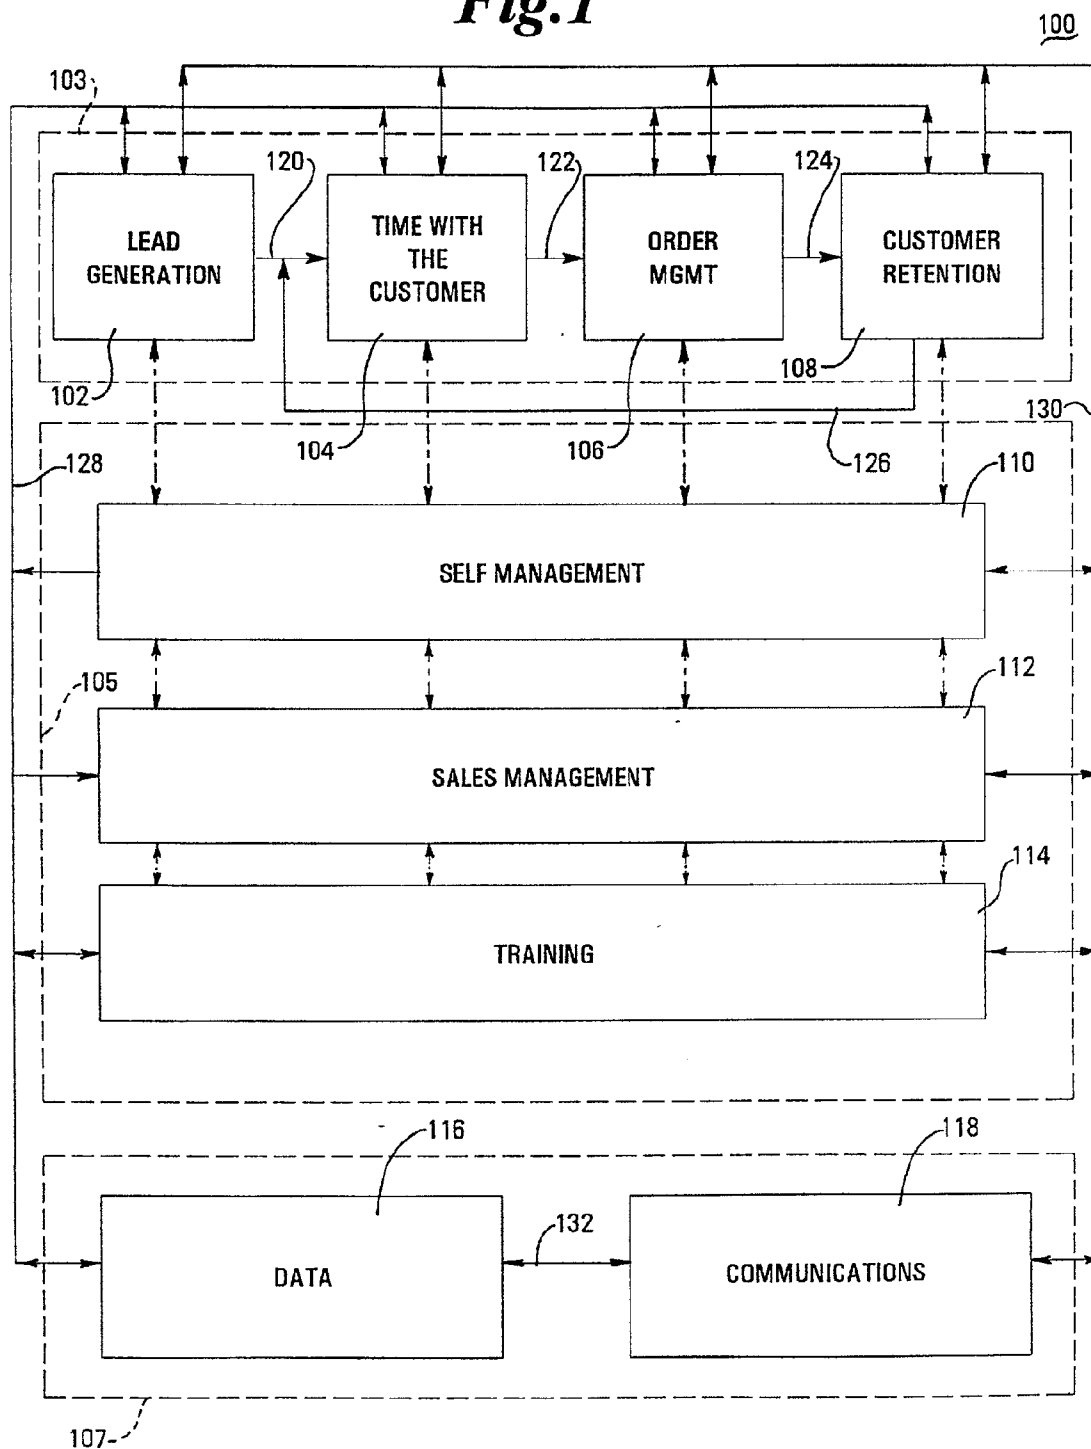 Fig.1
100
103
120
122
124
LEAD
GENERATION
TIME WITH
THE
CUSTOMER
ORDER
MGMT
CUSTOMER
RETENTION
102
104
106
108
126
130
128
110
SELF MANAGEMENT
105
112
SALES MANAGEMENT
114
TRAINING
116
118
132
DATA
COMMUNICATIONS
107